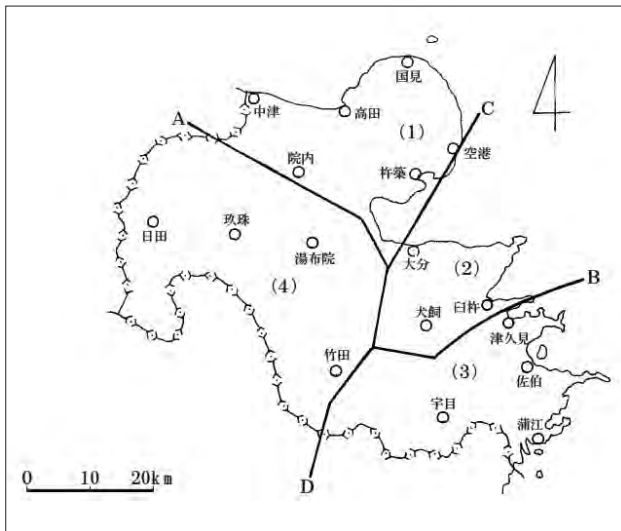 国見
中津
高田
A
C
(1)
空港
院内
杵築
日田
玖珠
湯布院
大分
(2)
(4)
臼杵
B
犬飼
津久見
竹田
(3)
佐伯
宇目
蒲江
D
0 10 20km